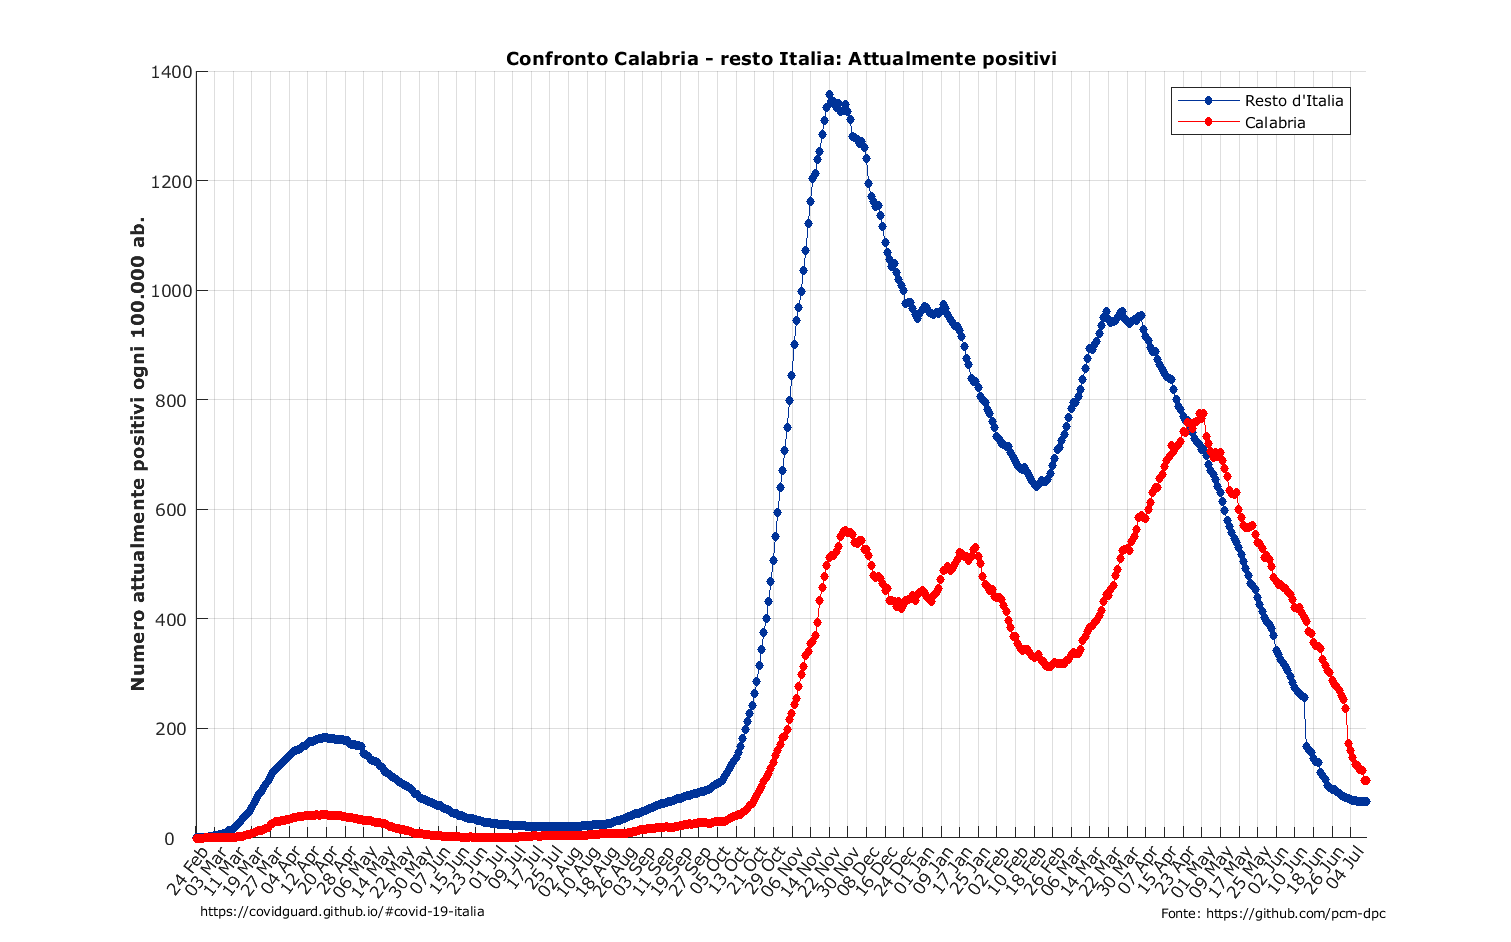 Confronto Calabria - resto Italia: Attualmente positivi
Resto d'Italia
Calabria
Numero attualmente positivi ogni 100.000 ab.
1400
1200
1000
800
600
400
200
0
24 Feb
03 Mar
11 Mar
19 Mar
27 Mar
04 Apr
12 Apr
20 Apr
28 Apr
06 May
14 May
22 May
30 May
07 Jun
15 Jun
23 Jun
01 Jul
09 Jul
17 Jul
25 Jul
02 Aug
10 Aug
18 Aug
26 Aug
03 Sep
11 Sep
19 Sep
27 Sep
05 Oct
13 Oct
21 Oct
29 Oct
06 Nov
14 Nov
22 Nov
30 Nov
08 Dec
16 Dec
24 Dec
01 Jan
09 Jan
17 Jan
25 Jan
02 Feb
10 Feb
18 Feb
26 Feb
06 Mar
14 Mar
22 Mar
30 Mar
07 Apr
15 Apr
23 Apr
01 May
09 May
17 May
25 May
02 Jun
10 Jun
18 Jun
26 Jun
04 Jul
https://covidguard.github.io/#covid-19-italia
Fonte: https://github.com/pcm-dpc